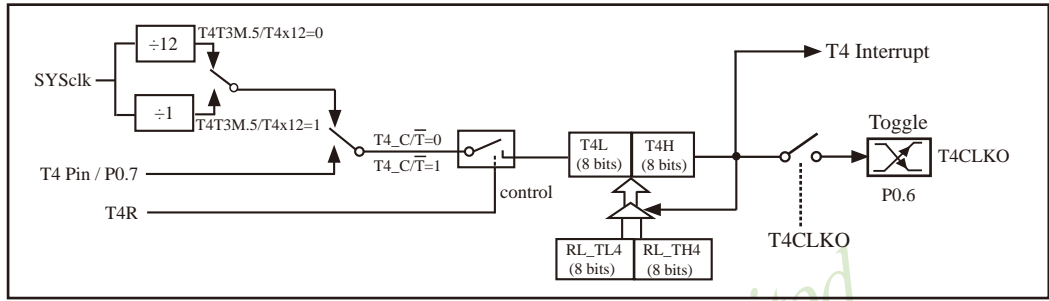 T4T3M.5/T4x12=0
÷12
SYSclk
÷1
T4T3M.5/T4x12=1
T4_C/T̅=0
T4_C/T̅=1
T4 Pin / P0.7
T4R
control
T4L
(8 bits)
T4H
(8 bits)
RL_TL4
(8 bits)
RL_TH4
(8 bits)
T4 Interrupt
Toggle
T4CLKO
P0.6
T4CLKO